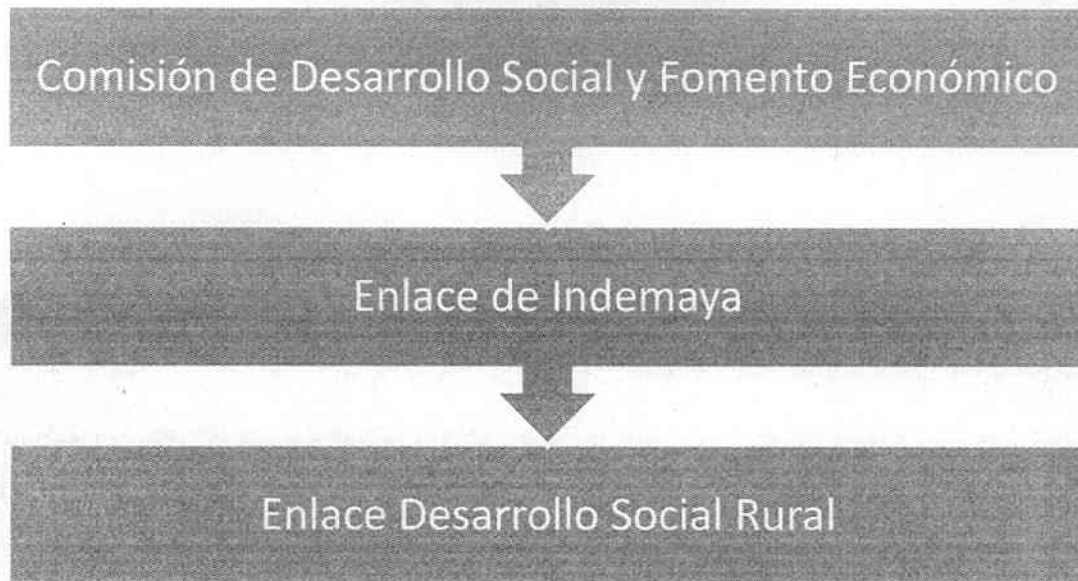 Comisión de Desarrollo Social y Fomento Económico
Enlace de Indemaya
Enlace Desarrollo Social Rural